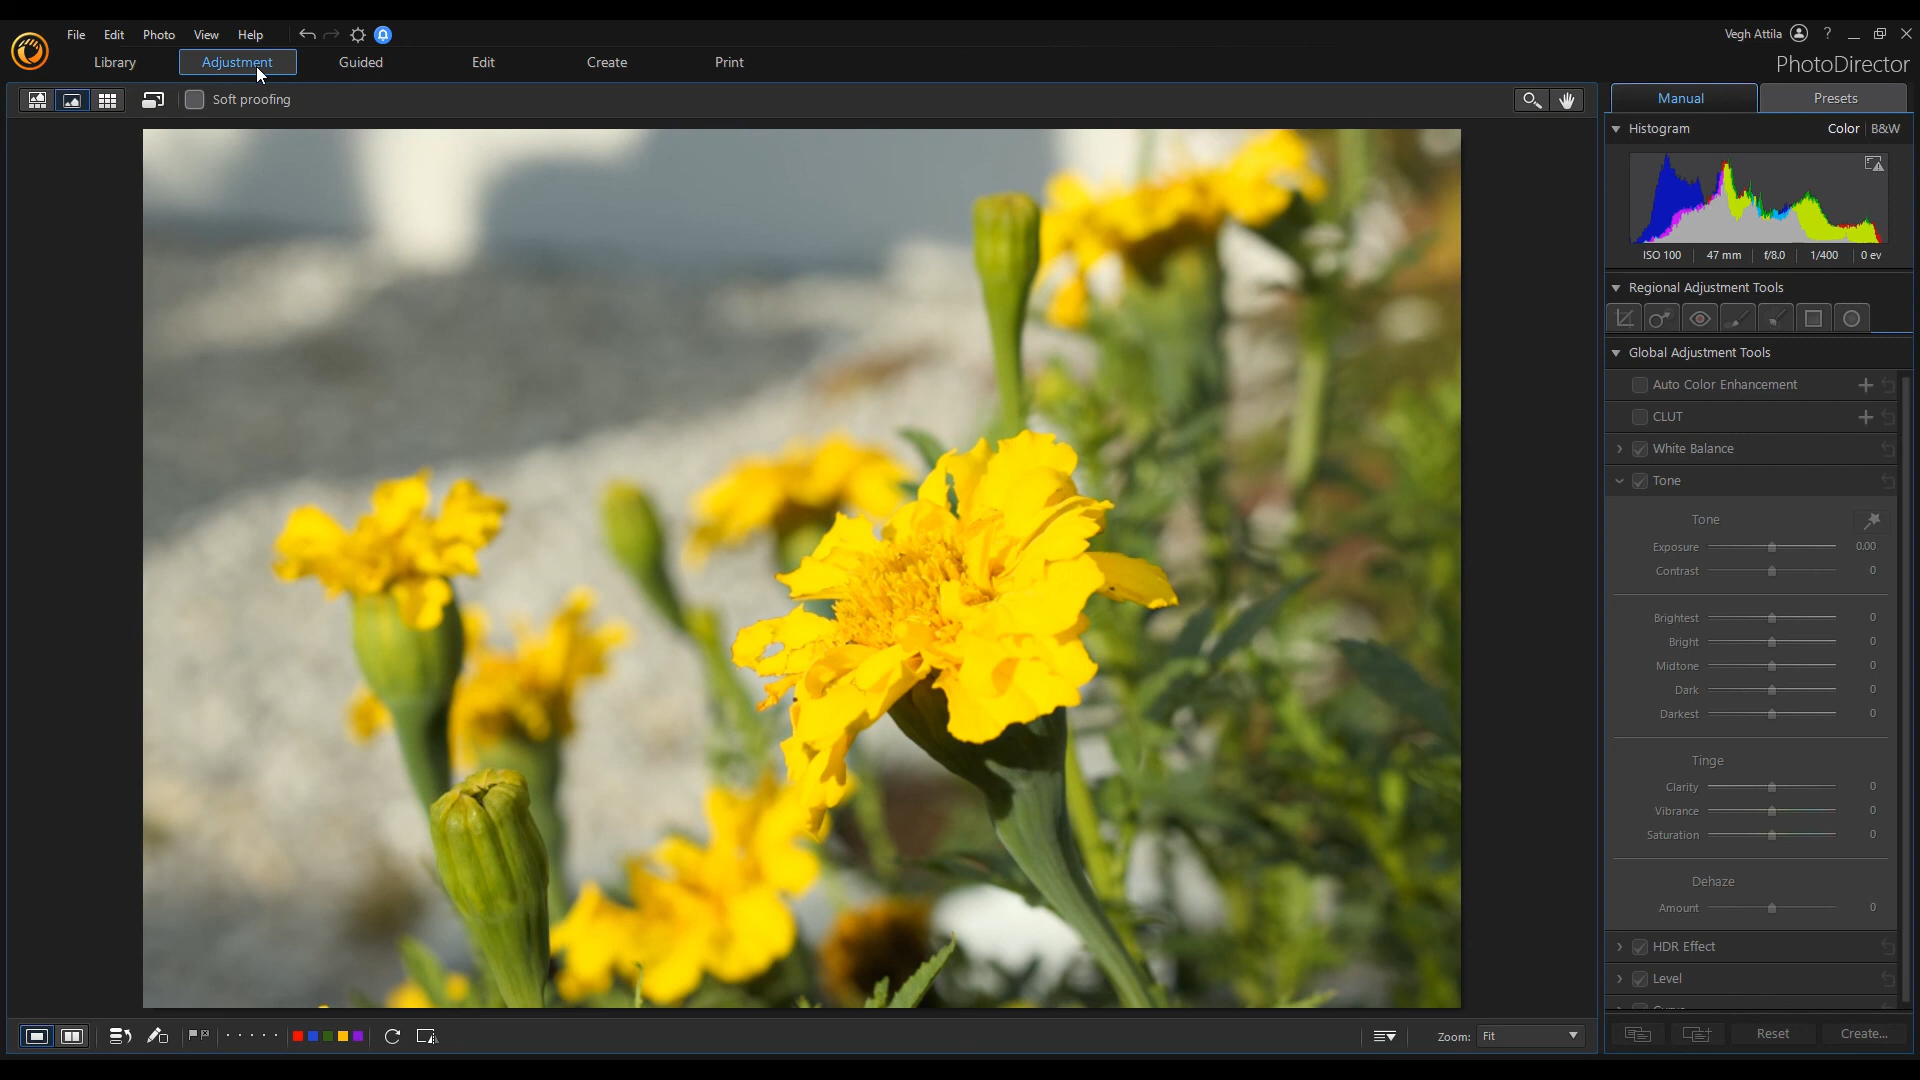 File Edit Photo View Help
Vegh Attila ?
Library Adjustment Guided Edit Create Print
PhotoDirector
Soft proofing
Manual Presets
Histogram Color B&W
ISO 100 47 mm f/8.0 1/400 0 ev
Regional Adjustment Tools
Global Adjustment Tools
Auto Color Enhancement
CLUT
White Balance
Tone
Tone
Exposure 0.00
Contrast 0
Brightest 0
Bright 0
Midtone 0
Dark 0
Darkest 0
Tinge
Clarity 0
Vibrance 0
Saturation 0
Dehaze
Amount 0
HDR Effect
Level
Zoom: Fit
Reset Create...